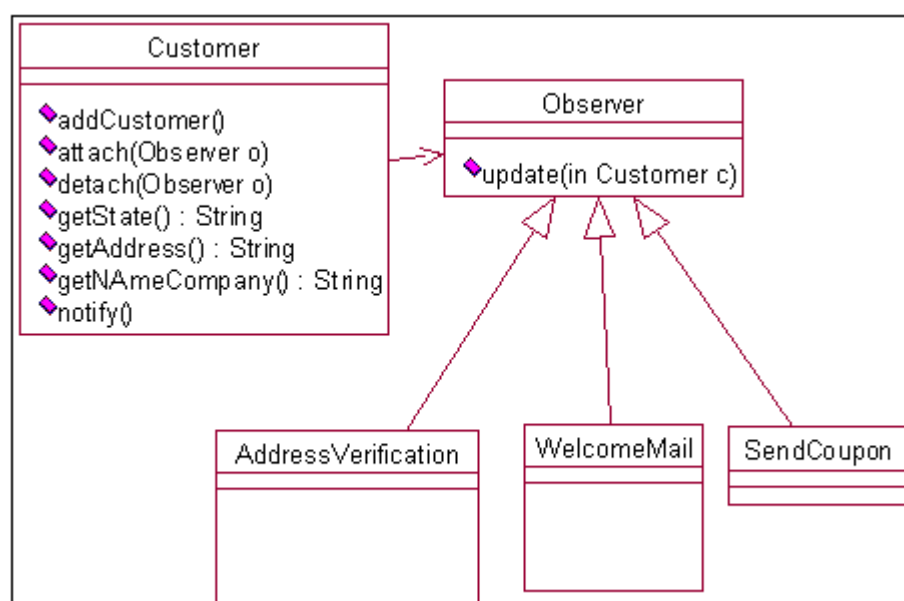 Customer
addCustomer()
attach(Observer o)
detach(Observer o)
getState() : String
getAddress() : String
getNAmeCompany() : String
notify()
Observer
update(in Customer c)
AddressVerification
WelcomeMail
SendCoupon